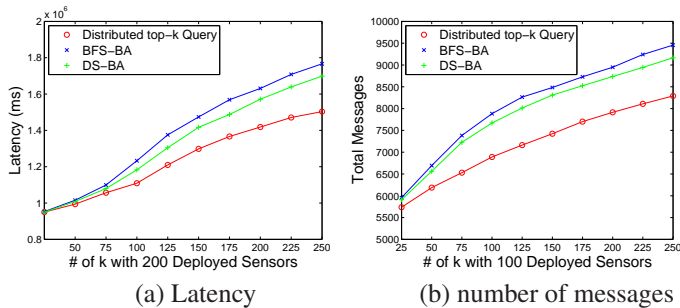 x 10^6
Distributed top-k Query
BFS-BA
DS-BA
Latency (ms)
1.8
1.6
1.4
1.2
1
0.8
50 75 100 125 150 175 200 225 250
# of k with 200 Deployed Sensors
(a) Latency
Distributed top-k Query
BFS-BA
DS-BA
Total Messages
10000
9500
9000
8500
8000
7500
7000
6500
6000
5500
5000
25 50 75 100 125 150 175 200 225 250
# of k with 100 Deployed Sensors
(b) number of messages